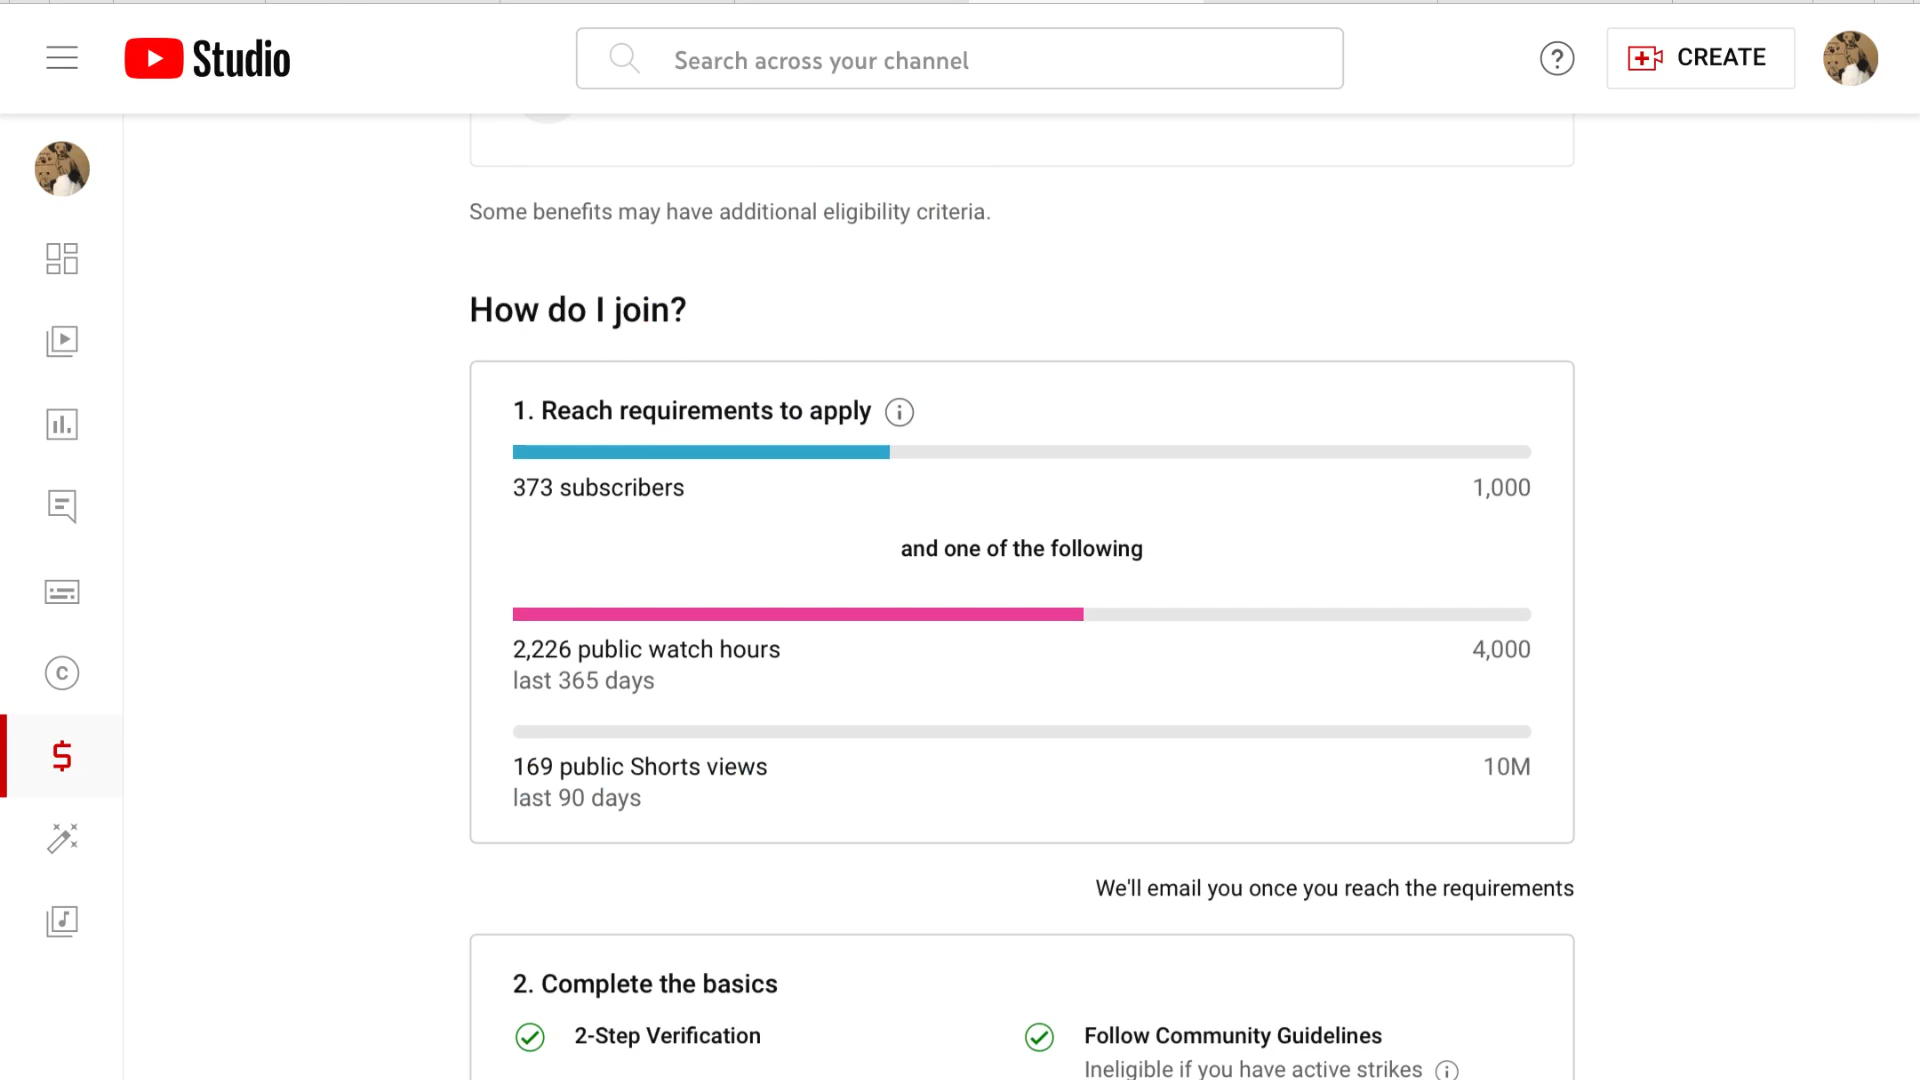 Studio
Search across your channel
CREATE
Some benefits may have additional eligibility criteria.
How do I join?
1. Reach requirements to apply
373 subscribers
1,000
and one of the following
2,226 public watch hours
4,000
last 365 days
169 public Shorts views
10M
last 90 days
We'll email you once you reach the requirements
2. Complete the basics
2-Step Verification
Follow Community Guidelines
Ineligible if you have active strikes